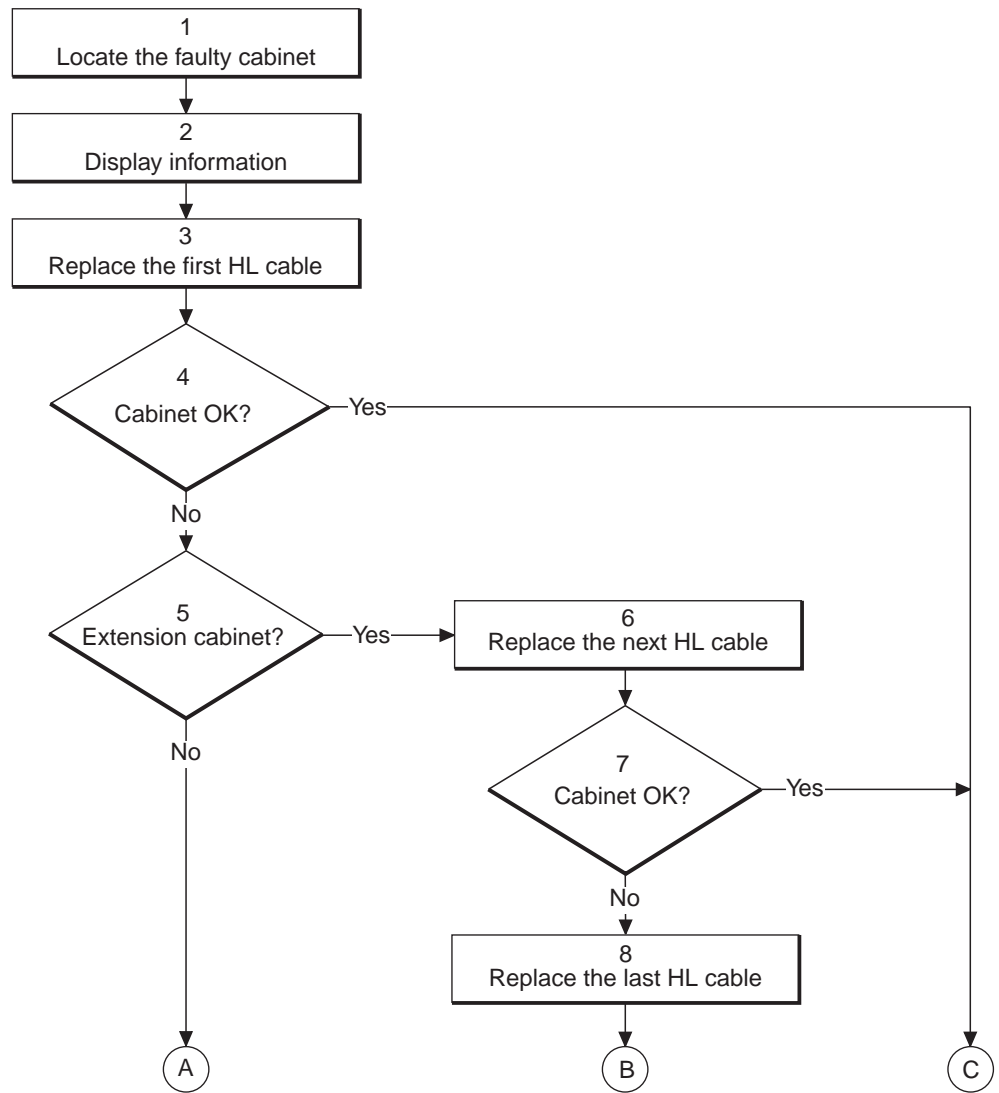 1
Locate the faulty cabinet
2
Display information
3
Replace the first HL cable
4
Cabinet OK?
Yes
No
5
Extension cabinet?
Yes
6
Replace the next HL cable
No
7
Cabinet OK?
Yes
No
8
Replace the last HL cable
A
B
C